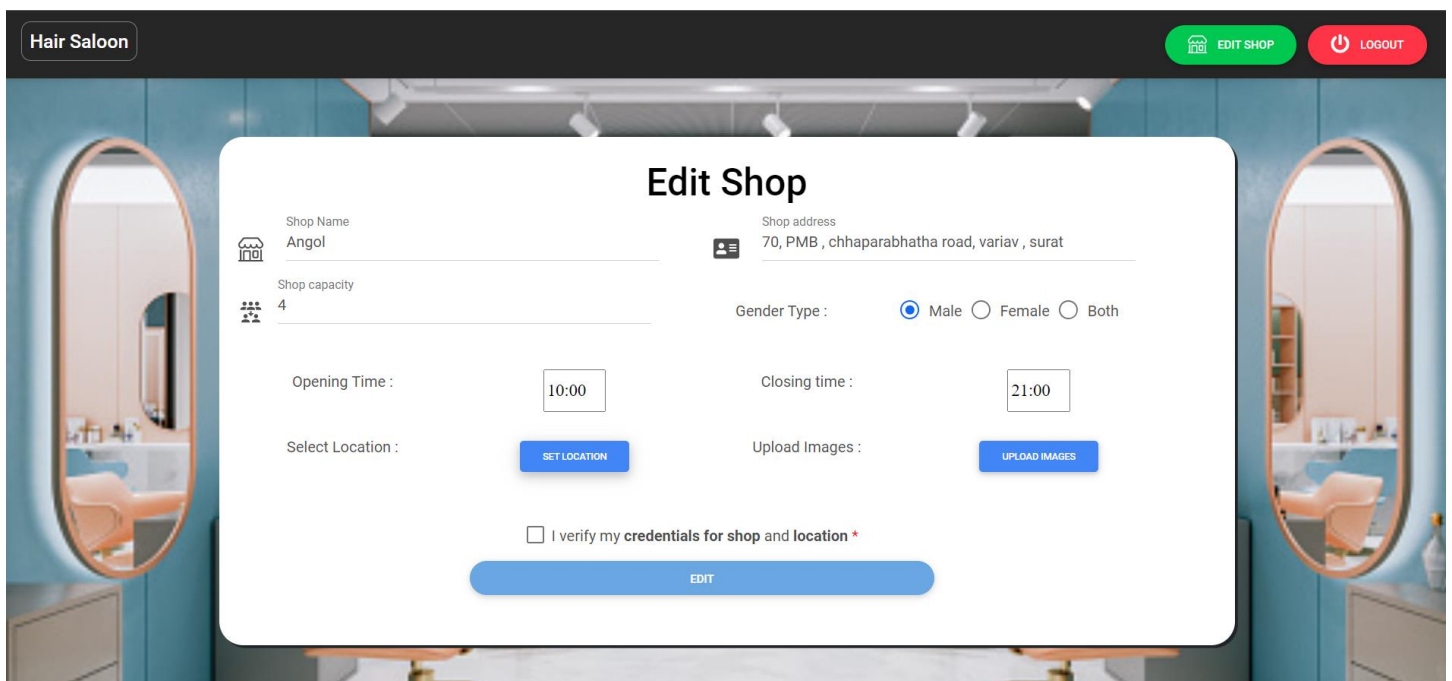 Hair Saloon
EDIT SHOP
LOGOUT
Edit Shop
Shop Name
Angol
Shop address
70, PMB , chhaparabhatha road, variav , surat
Shop capacity
4
Gender Type :
Male
Female
Both
Opening Time :
10:00
Closing time :
21:00
Select Location :
SET LOCATION
Upload Images :
UPLOAD IMAGES
I verify my credentials for shop and location *
EDIT